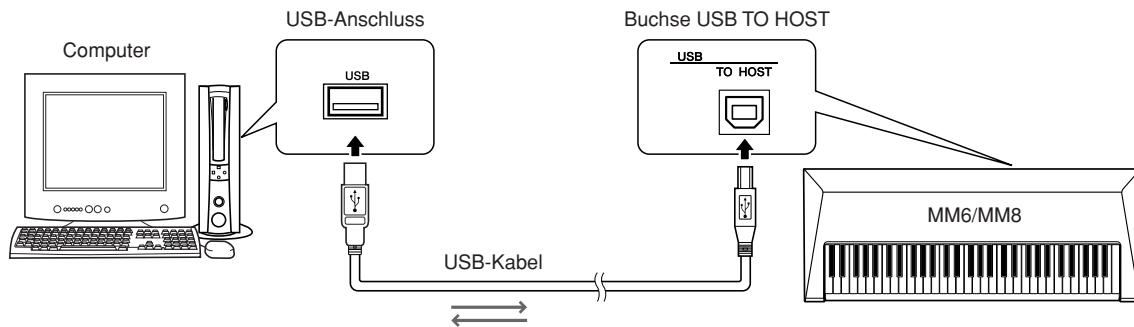 USB-Anschluss
Buchse USB TO HOST
Computer
USB
USB
TO HOST
MM6/MM8
USB-Kabel